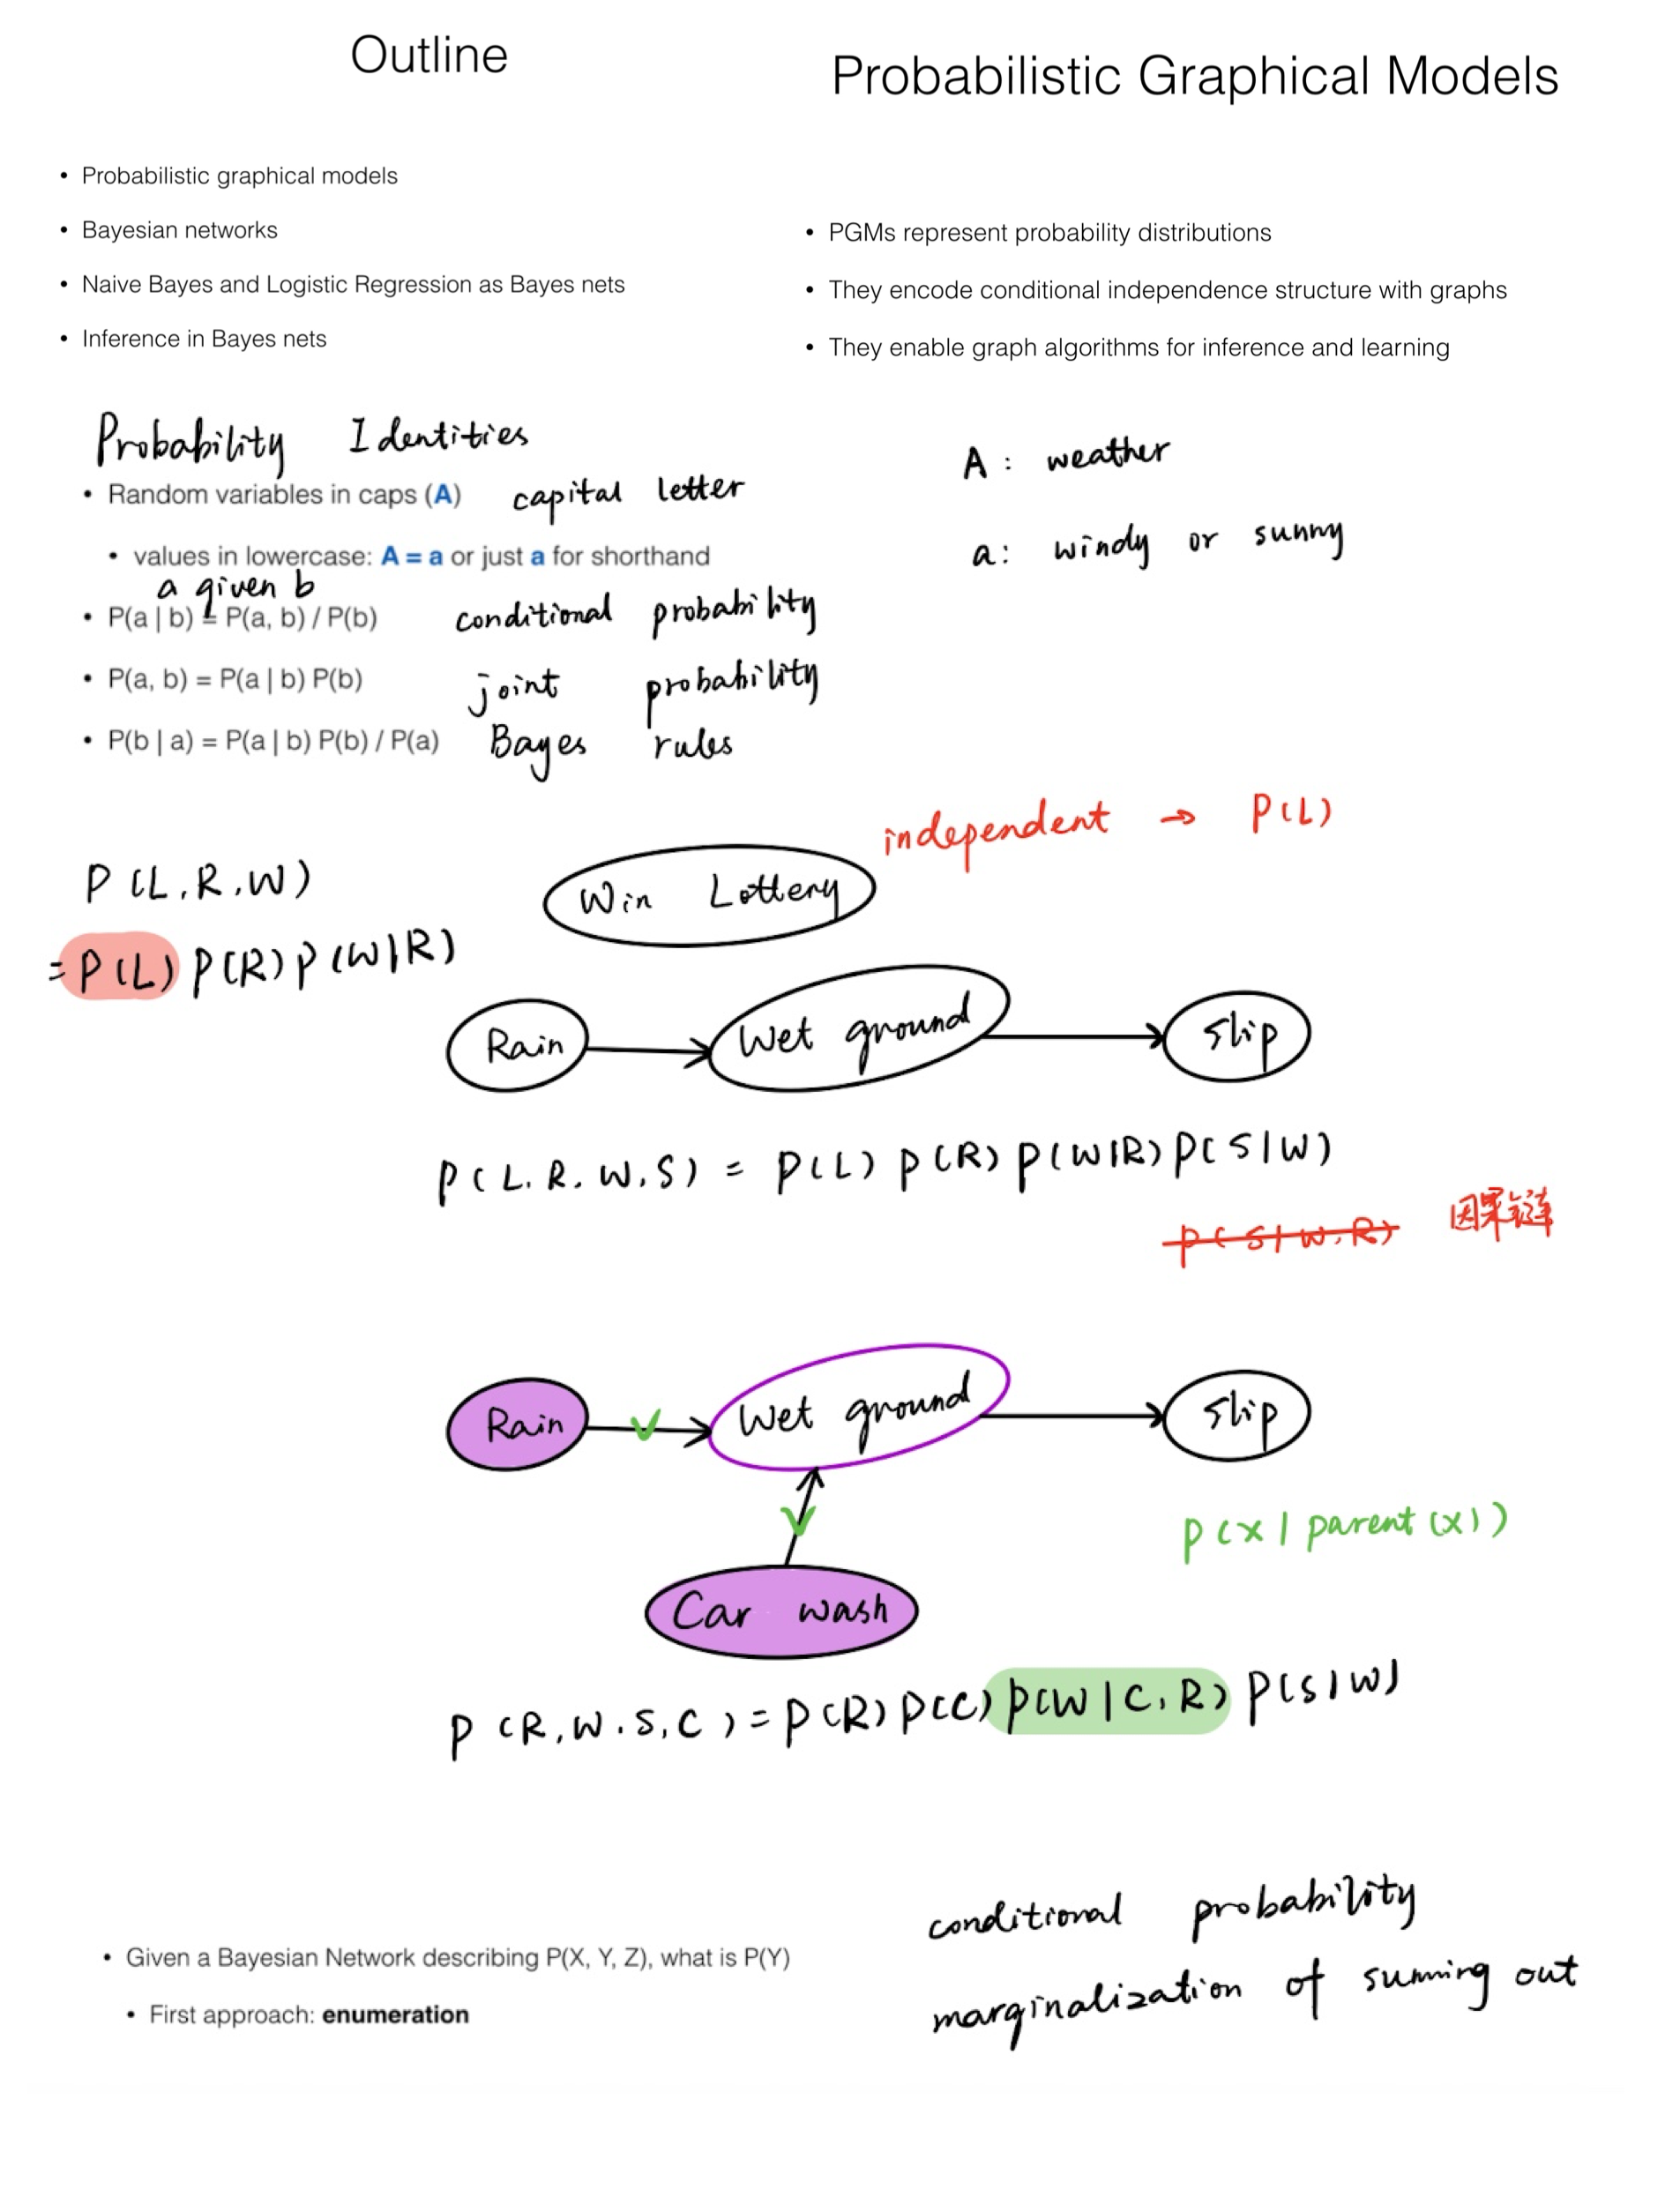 Outline
• Probabilistic graphical models
• Bayesian networks
• Naive Bayes and Logistic Regression as Bayes nets
• Inference in Bayes nets
Probabilistic Graphical Models
• PGMs represent probability distributions
• They encode conditional independence structure with graphs
• They enable graph algorithms for inference and learning
Probability Identities
• Random variables in caps (A) capital letter
• values in lowercase: A = a or just a for shorthand
a given b
• P(a | b) = P(a, b) / P(b) conditional probability
• P(a, b) = P(a | b) P(b) joint probability
• P(b | a) = P(a | b) P(b) / P(a) Bayes rules
A : weather
a : windy or sunny
independent → P(L)
P(L.R.W)
= P(L) P(R) P(W|R)
Win Lottery
Rain
Wet ground
Slip
P(L.R.W.S) = P(L) P(R) P(W|R) P(S|W)
P(S|W.R) 因果链
Rain
Wet ground
Slip
P(X | parent(X))
Car wash
P(R,W.S,C) = P(R) P(C) P(W|C,R) P(S|W)
conditional probability
marginalization of summing out
• Given a Bayesian Network describing P(X, Y, Z), what is P(Y)
• First approach: enumeration